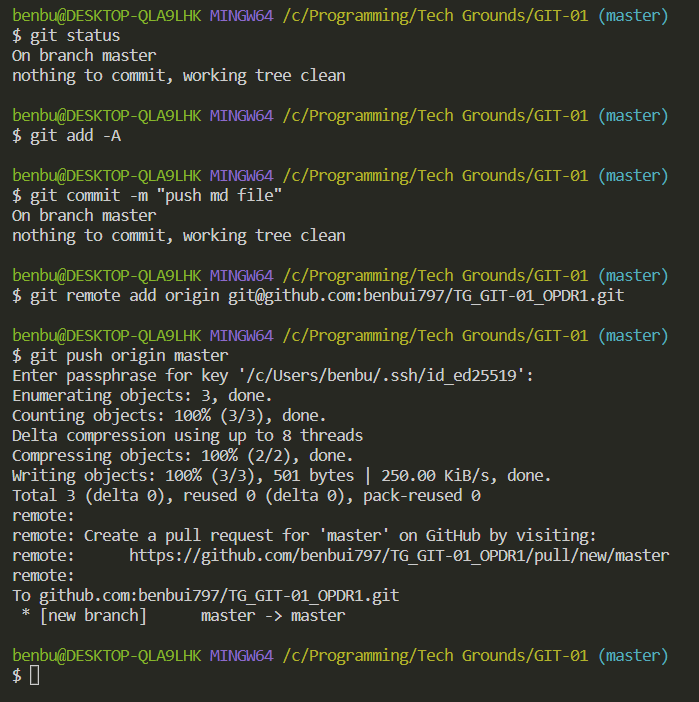 benbu@DESKTOP-QLA9LHK MINGW64 /c/Programming/Tech Grounds/GIT-01 (master)
$ git status
On branch master
nothing to commit, working tree clean
benbu@DESKTOP-QLA9LHK MINGW64 /c/Programming/Tech Grounds/GIT-01 (master)
$ git add -A
benbu@DESKTOP-QLA9LHK MINGW64 /c/Programming/Tech Grounds/GIT-01 (master)
$ git commit -m "push md file"
On branch master
nothing to commit, working tree clean
benbu@DESKTOP-QLA9LHK MINGW64 /c/Programming/Tech Grounds/GIT-01 (master)
$ git remote add origin git@github.com:benbui797/TG_GIT-01_OPDR1.git
benbu@DESKTOP-QLA9LHK MINGW64 /c/Programming/Tech Grounds/GIT-01 (master)
$ git push origin master
Enter passphrase for key '/c/Users/benbu/.ssh/id_ed25519':
Enumerating objects: 3, done.
Counting objects: 100% (3/3), done.
Delta compression using up to 8 threads
Compressing objects: 100% (2/2), done.
Writing objects: 100% (3/3), 501 bytes | 250.00 KiB/s, done.
Total 3 (delta 0), reused 0 (delta 0), pack-reused 0
remote:
remote: Create a pull request for 'master' on GitHub by visiting:
remote:      https://github.com/benbui797/TG_GIT-01_OPDR1/pull/new/master
remote:
To github.com:benbui797/TG_GIT-01_OPDR1.git
 * [new branch]      master -> master
benbu@DESKTOP-QLA9LHK MINGW64 /c/Programming/Tech Grounds/GIT-01 (master)
$